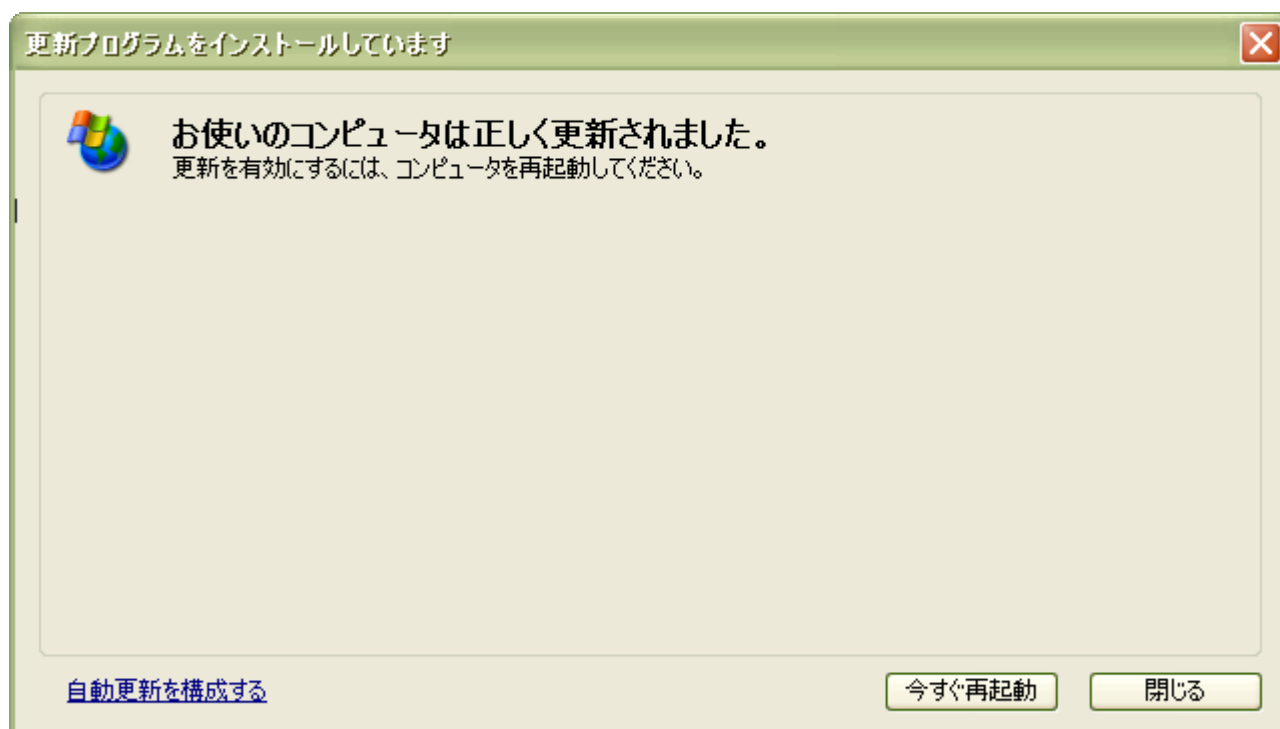 更新プログラムをインストールしています
お使いのコンピュータは正しく更新されました。
更新を有効にするには、コンピュータを再起動してください。
自動更新を構成する
今すぐ再起動
閉じる